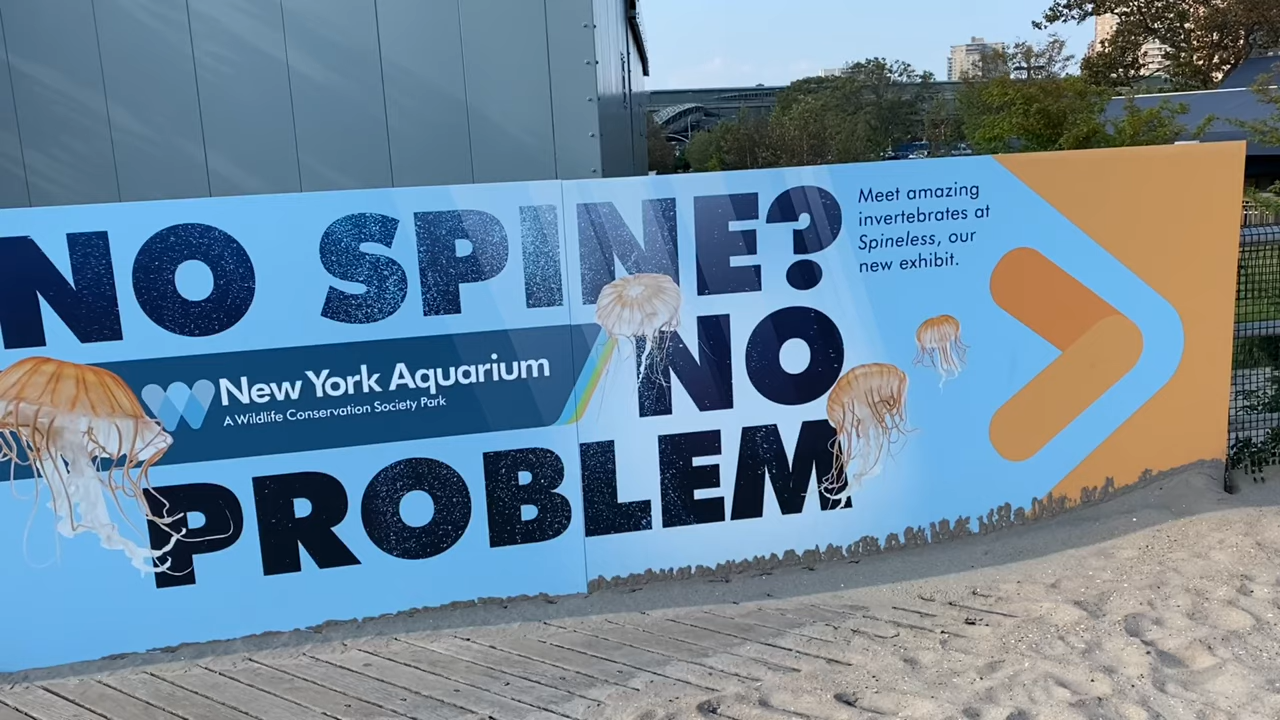 NO SPINE?
NO
PROBLEM.
New York Aquarium
A Wildlife Conservation Society Park
Meet amazing
invertebrates at
Spineless, our
new exhibit.